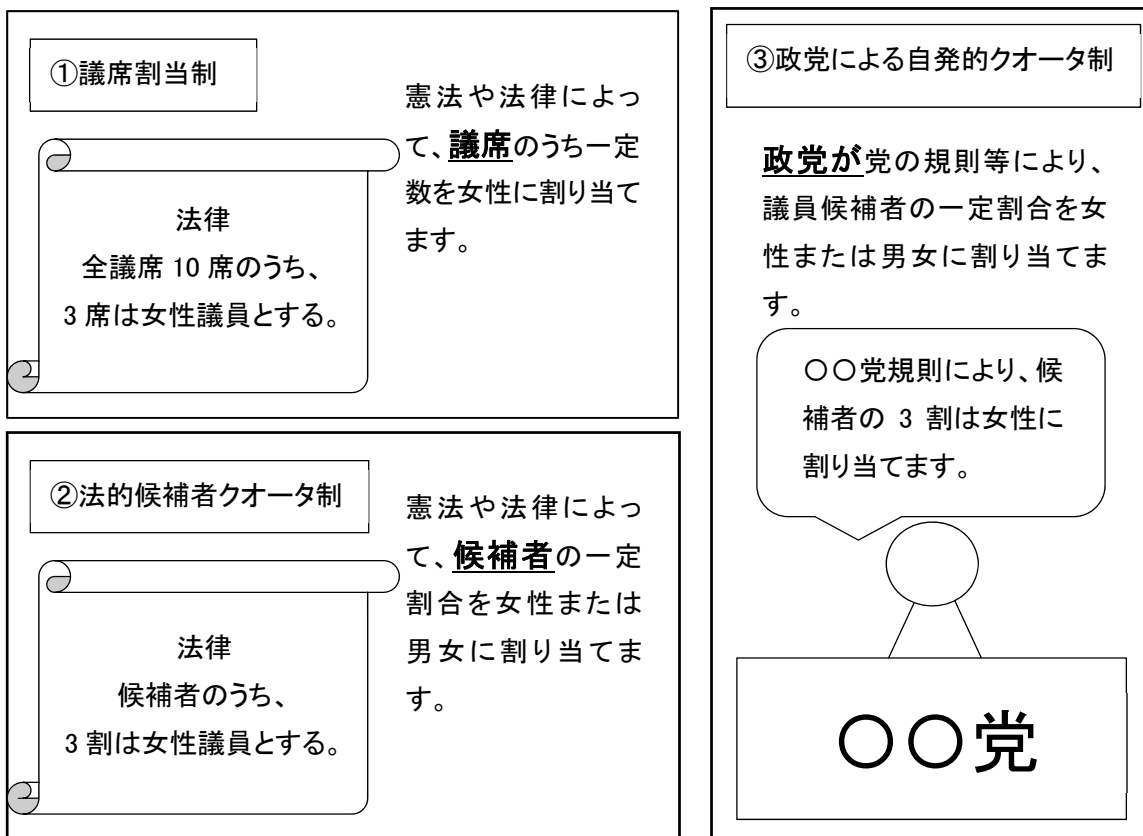 ①議席割当制
憲法や法律によっ
て、議席のうち一定
数を女性に割り当て
ます。
法律
全議席 10 席のうち、
3 席は女性議員とする。
②法的候補者クオータ制
憲法や法律によっ
て、候補者の一定
割合を女性または
男女に割り当てま
す。
法律
候補者のうち、
3 割は女性議員とする。
③政党による自発的クオータ制
政党が党の規則等により、
議員候補者の一定割合を女
性または男女に割り当てま
す。
〇〇党規則により、候
補者の 3 割は女性に
割り当てます。
〇〇党